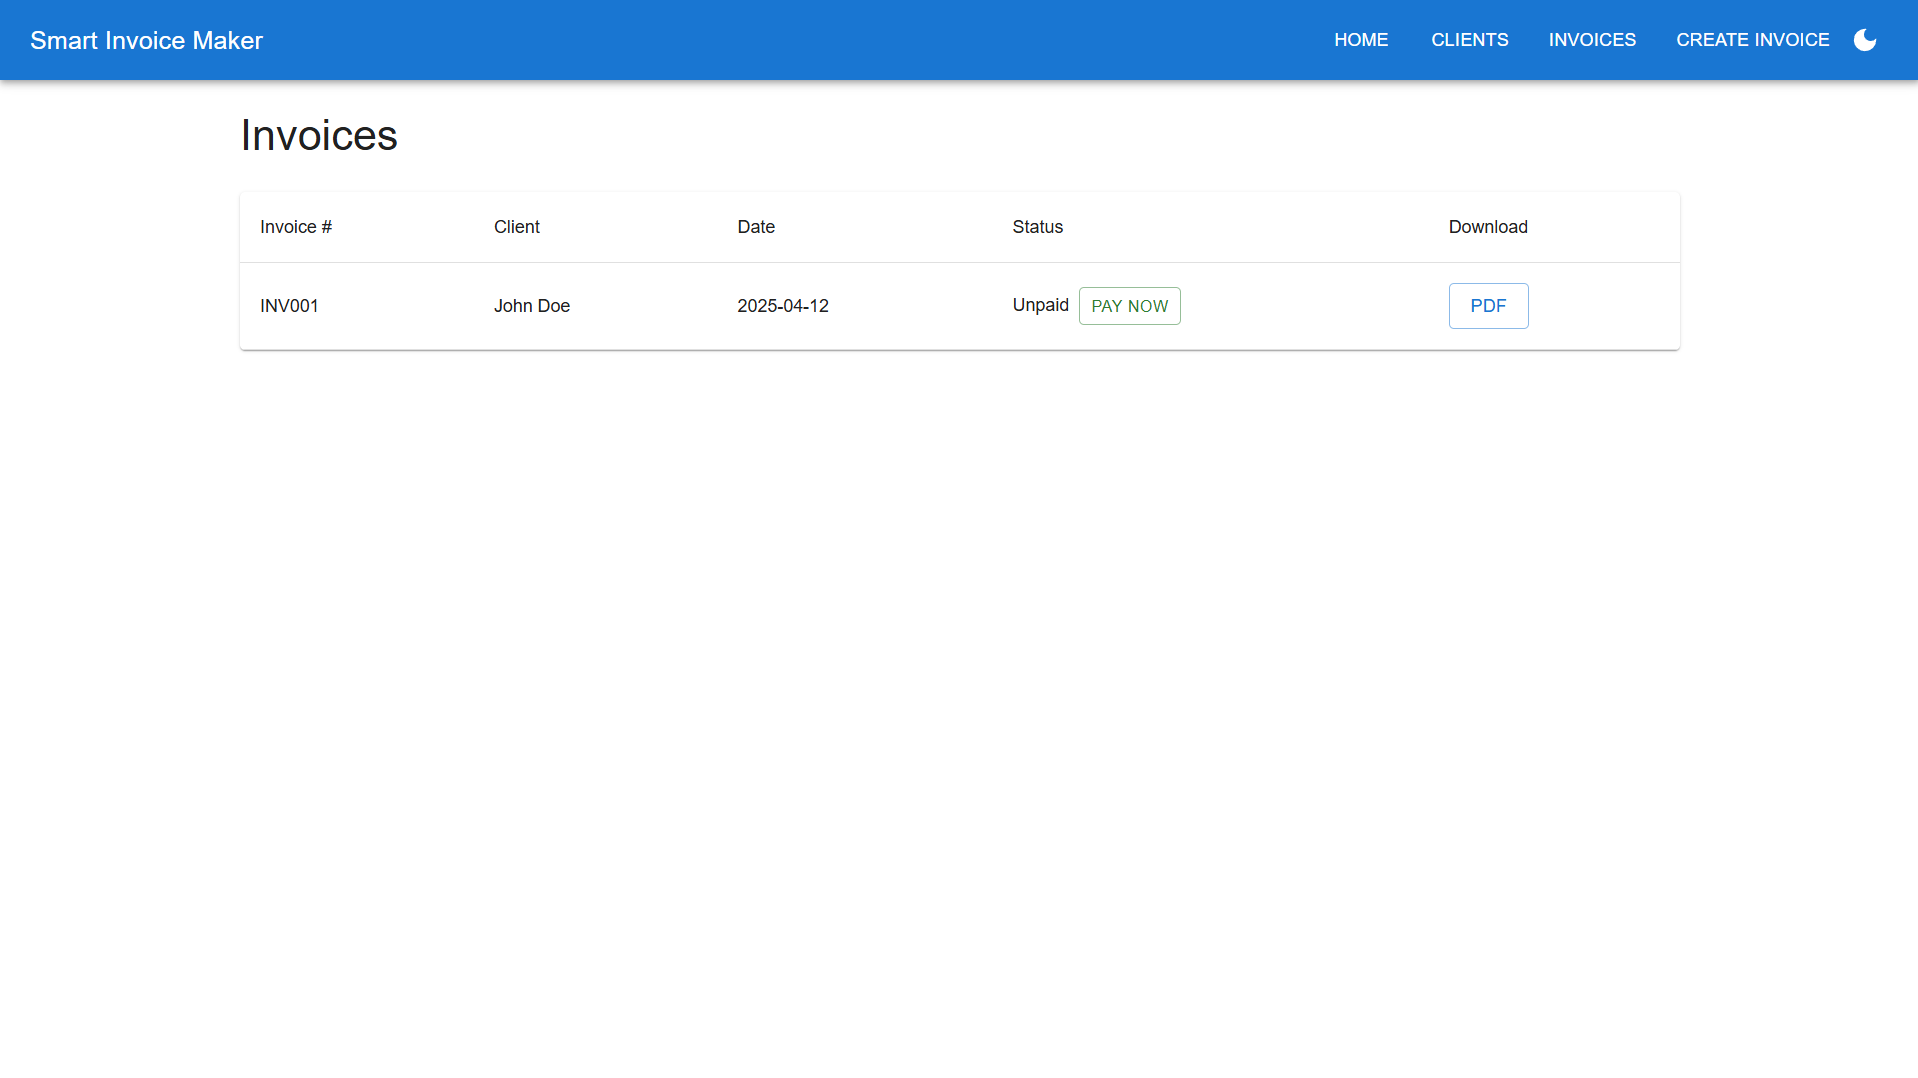 Smart Invoice Maker HOME CLIENTS INVOICES CREATE INVOICE
Invoices
Invoice # Client Date Status Download
INV001 John Doe 2025-04-12 Unpaid PAY NOW PDF